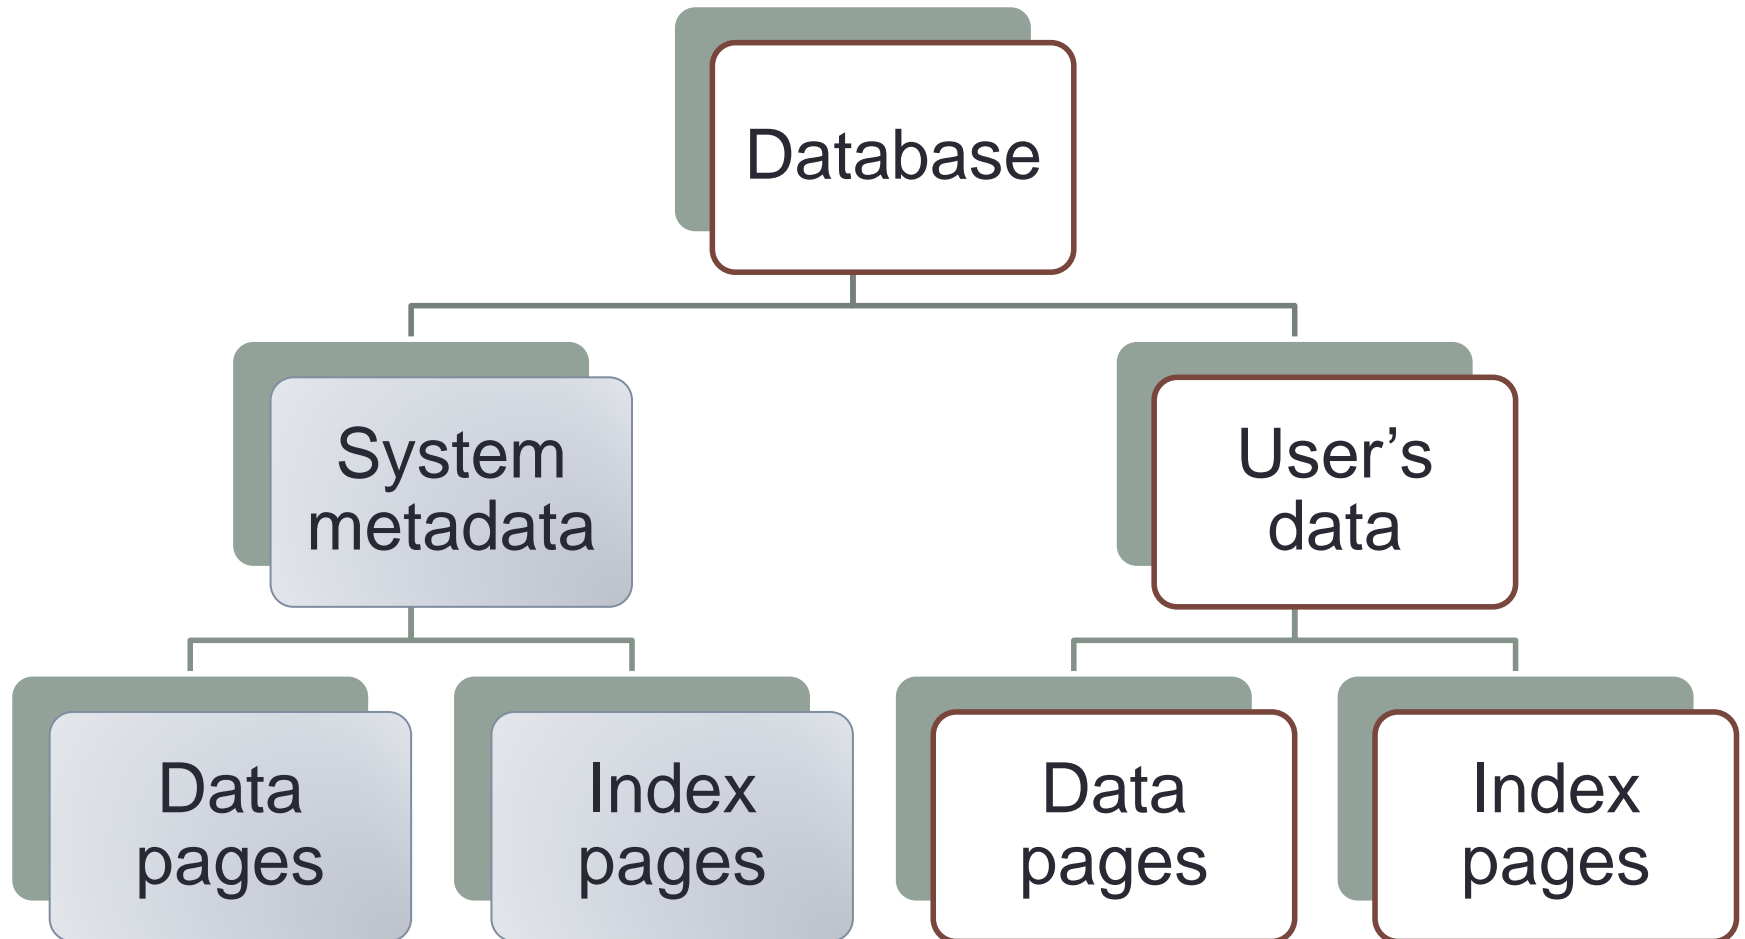 Database
System
metadata
User’s
data
Data
pages
Index
pages
Data
pages
Index
pages